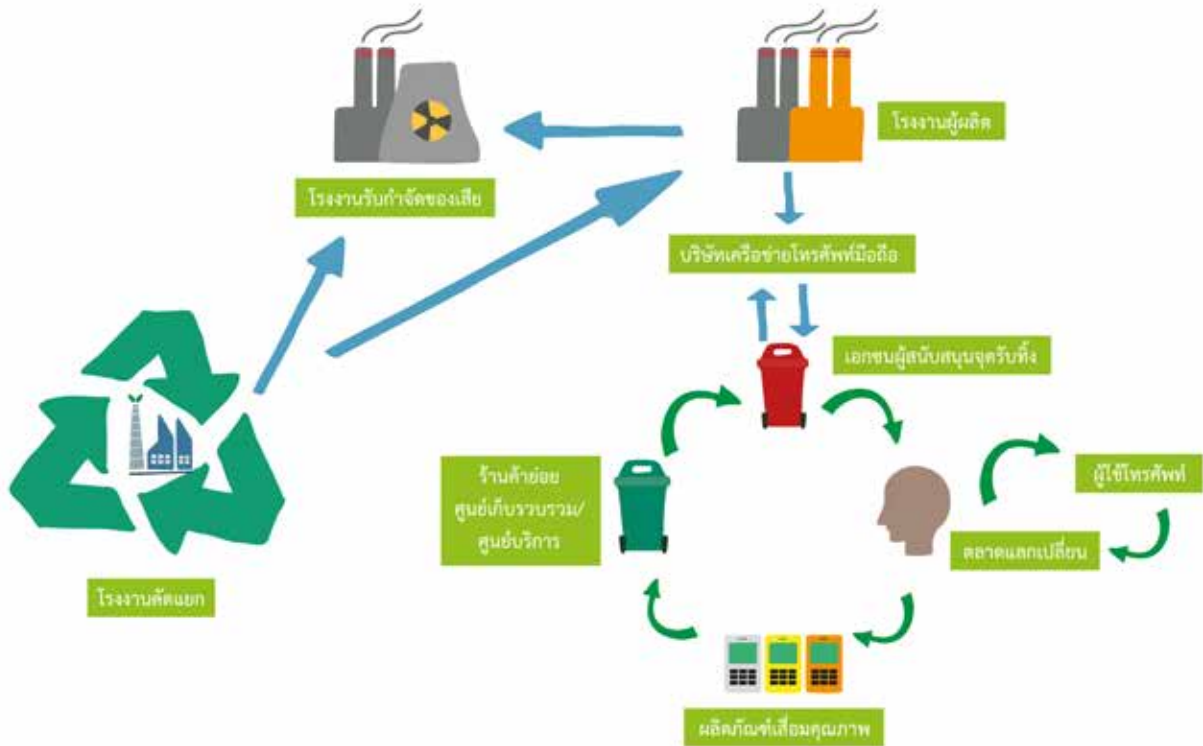 โรงงานผู้ผลิต
โรงงานรับกำจัดของเสีย
บริษัทเครือข่ายโทรศัพท์มือถือ
เอกชนผู้สนับสนุนจุดรับทิ้ง
ร้านค้าย่อย
ศูนย์เก็บรวบรวม/
ศูนย์บริการ
ผู้ใช้โทรศัพท์
ตลาดแลกเปลี่ยน
โรงงานคัดแยก
ผลิตภัณฑ์เสื่อมคุณภาพ